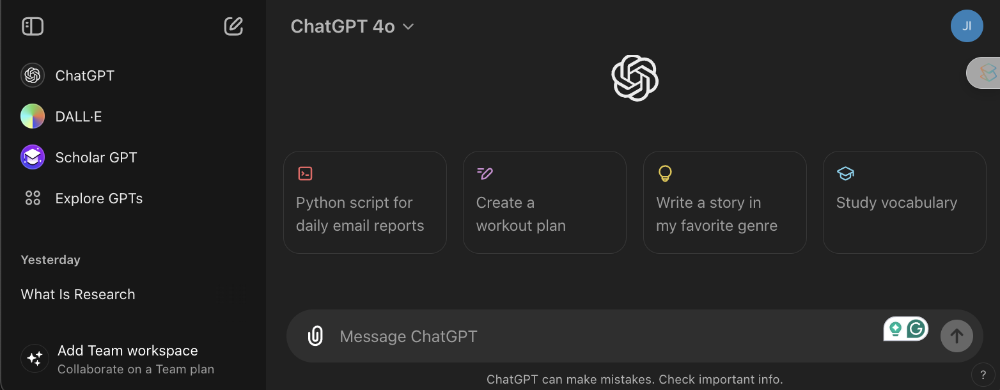 ChatGPT
DALL·E
Scholar GPT
Explore GPTs
Yesterday
What Is Research
Add Team workspace
Collaborate on a Team plan
ChatGPT 4o
JI
Python script for
daily email reports
Create a
workout plan
Write a story in
my favorite genre
Study vocabulary
Message ChatGPT
ChatGPT can make mistakes. Check important info.
?